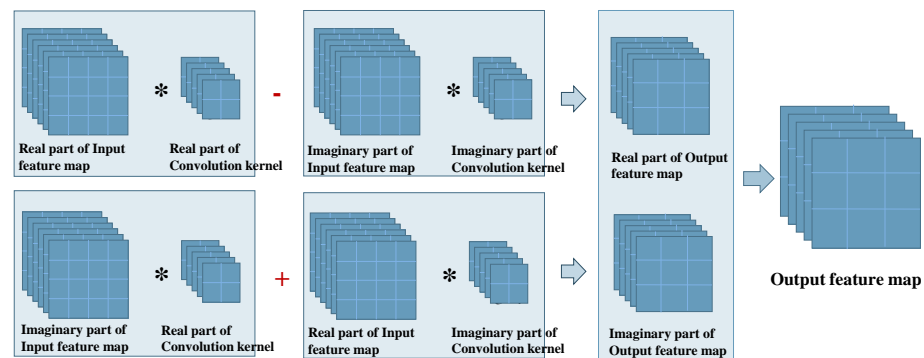 *
-
*
Real part of Input
feature map
Real part of
Convolution kernel
Imaginary part of
Input feature map
Imaginary part of
Convolution kernel
Real part of Output
feature map
*
+
*
Imaginary part of
Input feature map
Real part of
Convolution kernel
Real part of Input
feature map
Imaginary part of
Convolution kernel
Imaginary part of
Output feature map
Output feature map